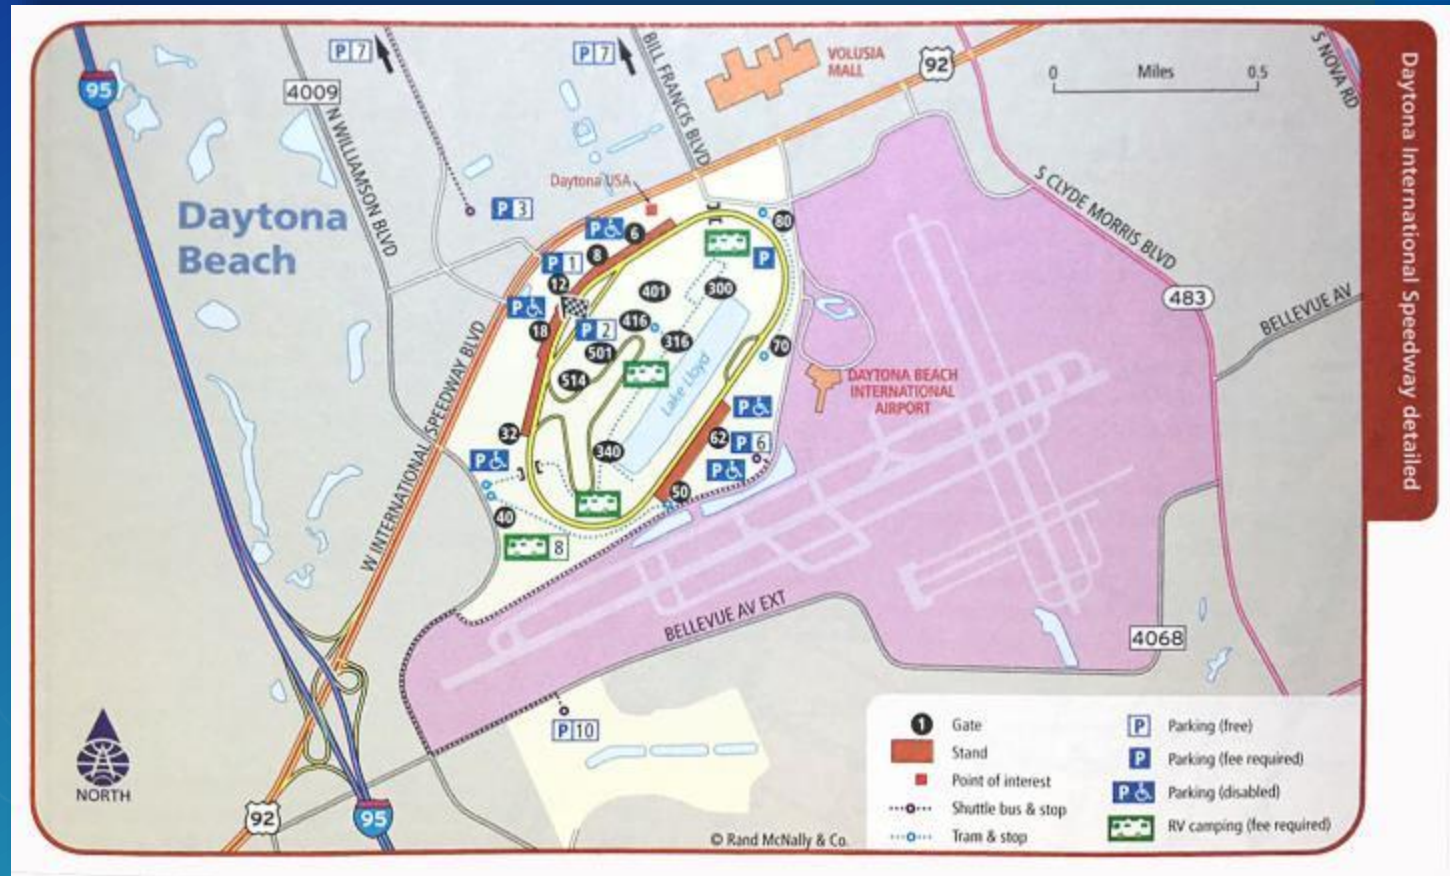 Daytona International Speedway detailed
95
4009
N WILLIAMSON BLVD
P 7
P 7
BILL FRANCIS BLVD
VOLUSIA
MALL
92
0 Miles 0.5
S NOVA RD
Daytona
Beach
Daytona USA
P 3
P
6
8
P 1
12
P
18
P 2
401
416
501
514
300
316
80
P
70
Lake Lloyd
S CLYDE MORRIS BLVD
483
BELLEVUE AV
DAYTONA BEACH
INTERNATIONAL
AIRPORT
W INTERNATIONAL SPEEDWAY BLVD
32
P
340
P
62
P 6
P
50
40
8
BELLEVUE AV EXT
4068
P 10
NORTH
92
95
1 Gate
Stand
Point of interest
Shuttle bus & stop
Tram & stop
P Parking (free)
P Parking (fee required)
P Parking (disabled)
RV camping (fee required)
© Rand McNally & Co.